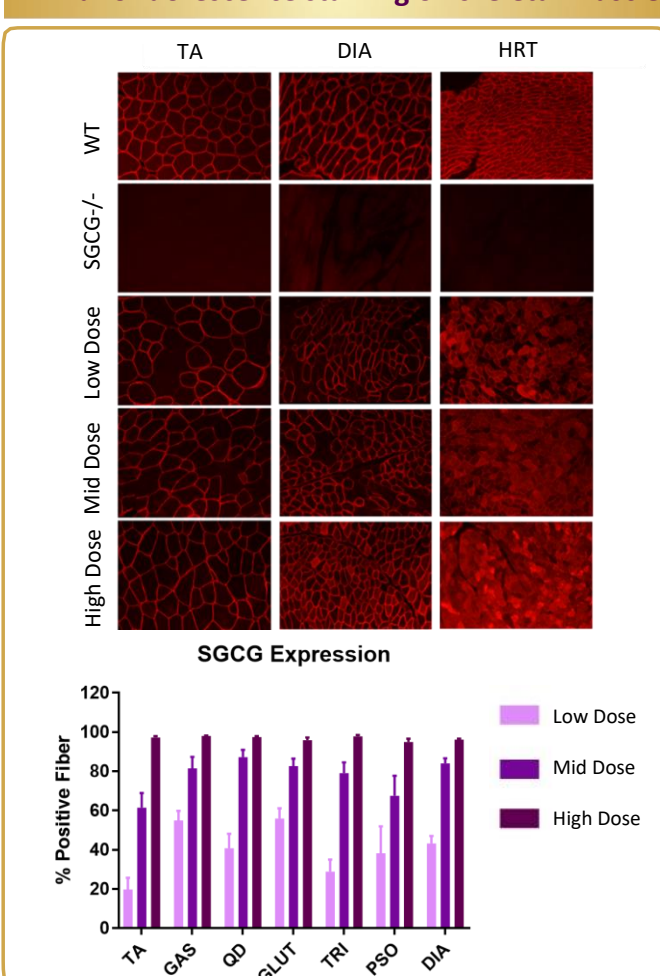 TA DIA HRT
WT
SGCG-/-
Low Dose
Mid Dose
High Dose
SGCG Expression
% Positive Fiber
120
100
80
60
40
20
0
TA GAS QD GLUT TRI PSO DIA
Low Dose
Mid Dose
High Dose